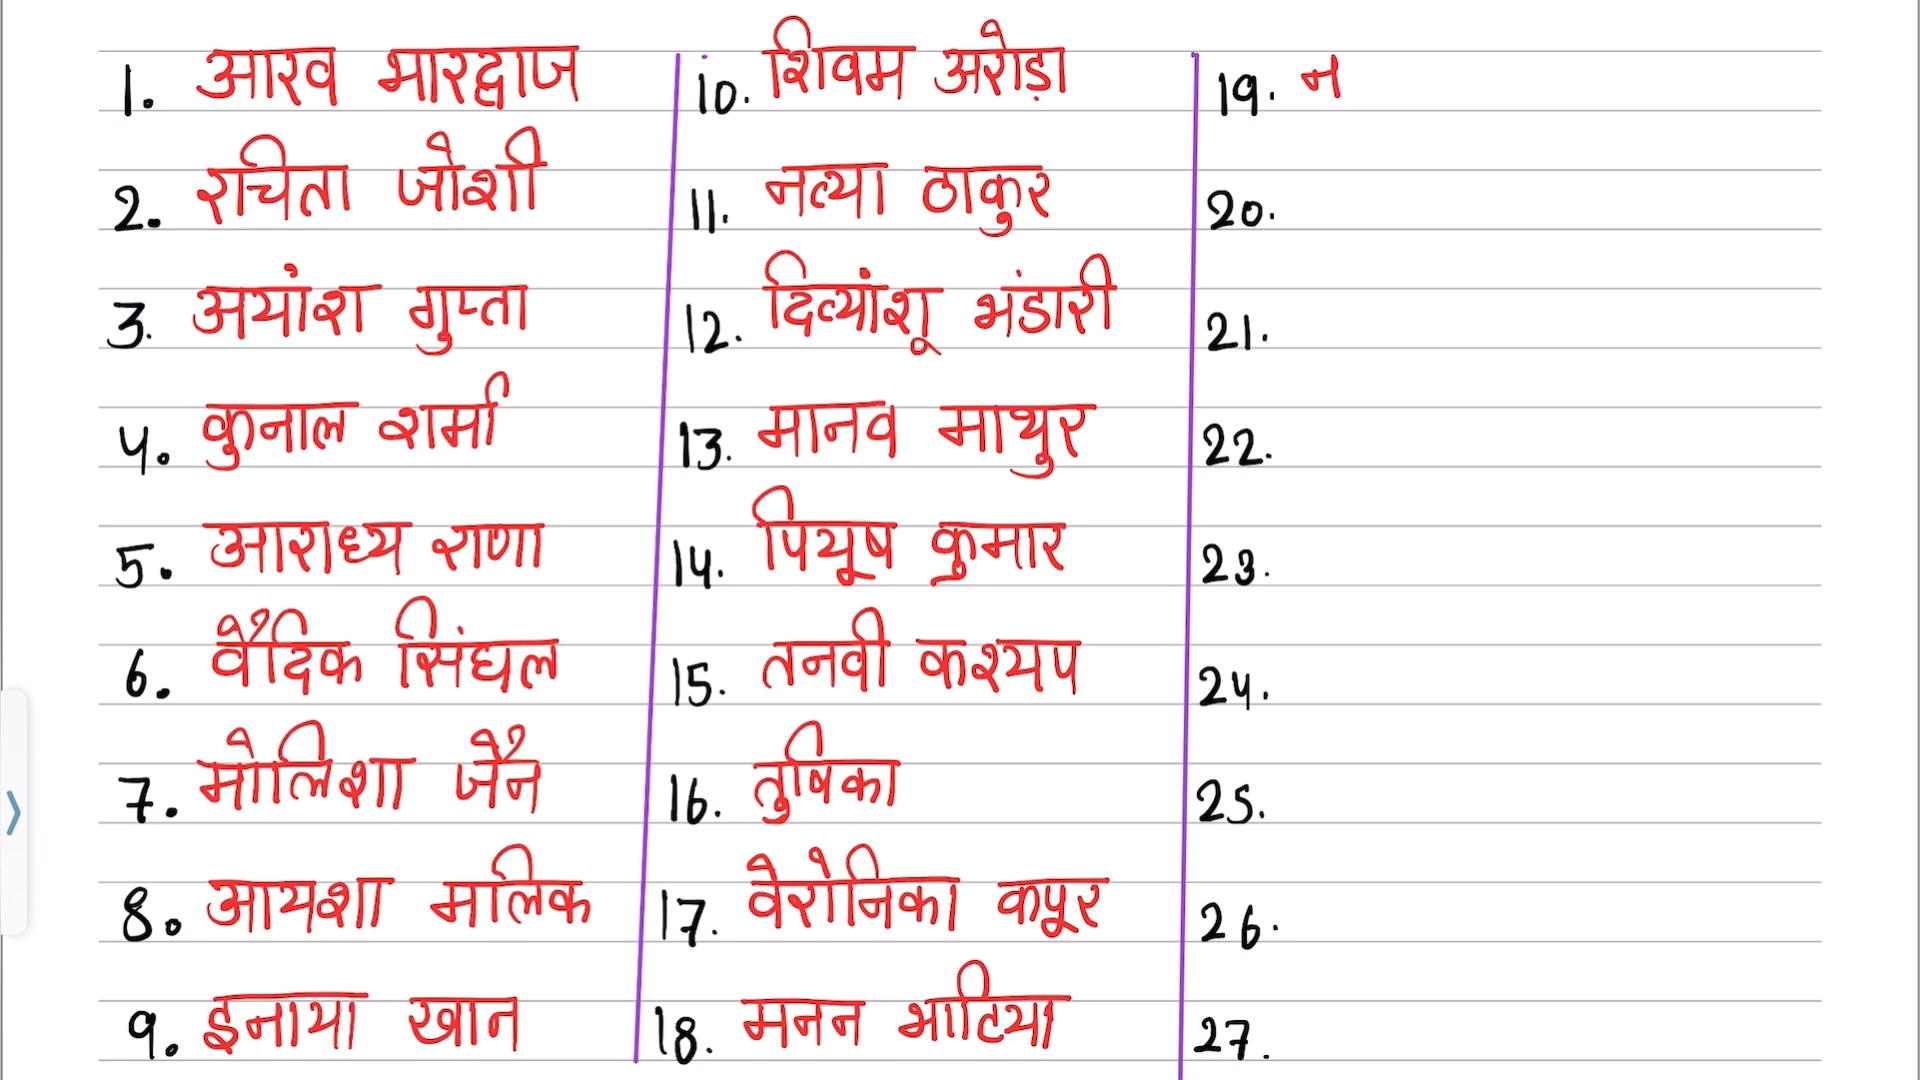 1. आरव भारद्वाज
2. रचिता जोशी
3. अयांश गुप्ता
4. कुनाल शर्मा
5. आराध्य राणा
6. वैदिक सिंघल
7. मोलिशा जैन
8. आयशा मलिक
9. इनाया खान
10. शिवम अरोड़ा
11. नव्या ठाकुर
12. दिव्यांशू भंडारी
13. मानव माथुर
14. पियूष कुमार
15. तनवी कश्यप
16. तुषिका
17. वेरोनिका कपूर
18. मनन भाटिया
19. न
20.
21.
22.
23.
24.
25.
26.
27.